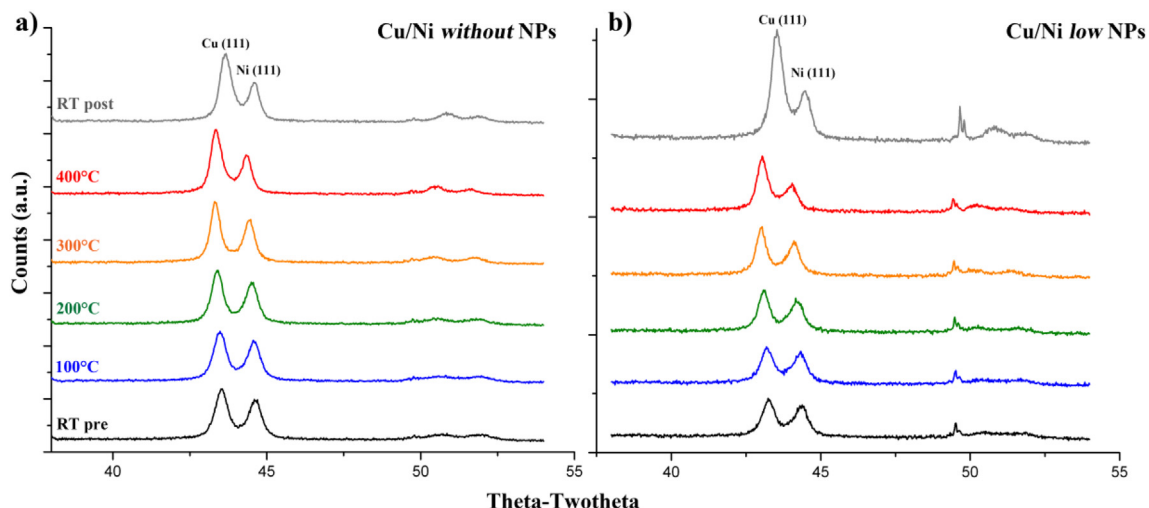 a)
Cu/Ni without NPs
Cu (111)
Ni (111)
RT post
400°C
300°C
200°C
100°C
RT pre
Counts (a.u.)
40 45 50 55
b)
Cu/Ni low NPs
Cu (111)
Ni (111)
40 45 50 55
Theta-Twotheta